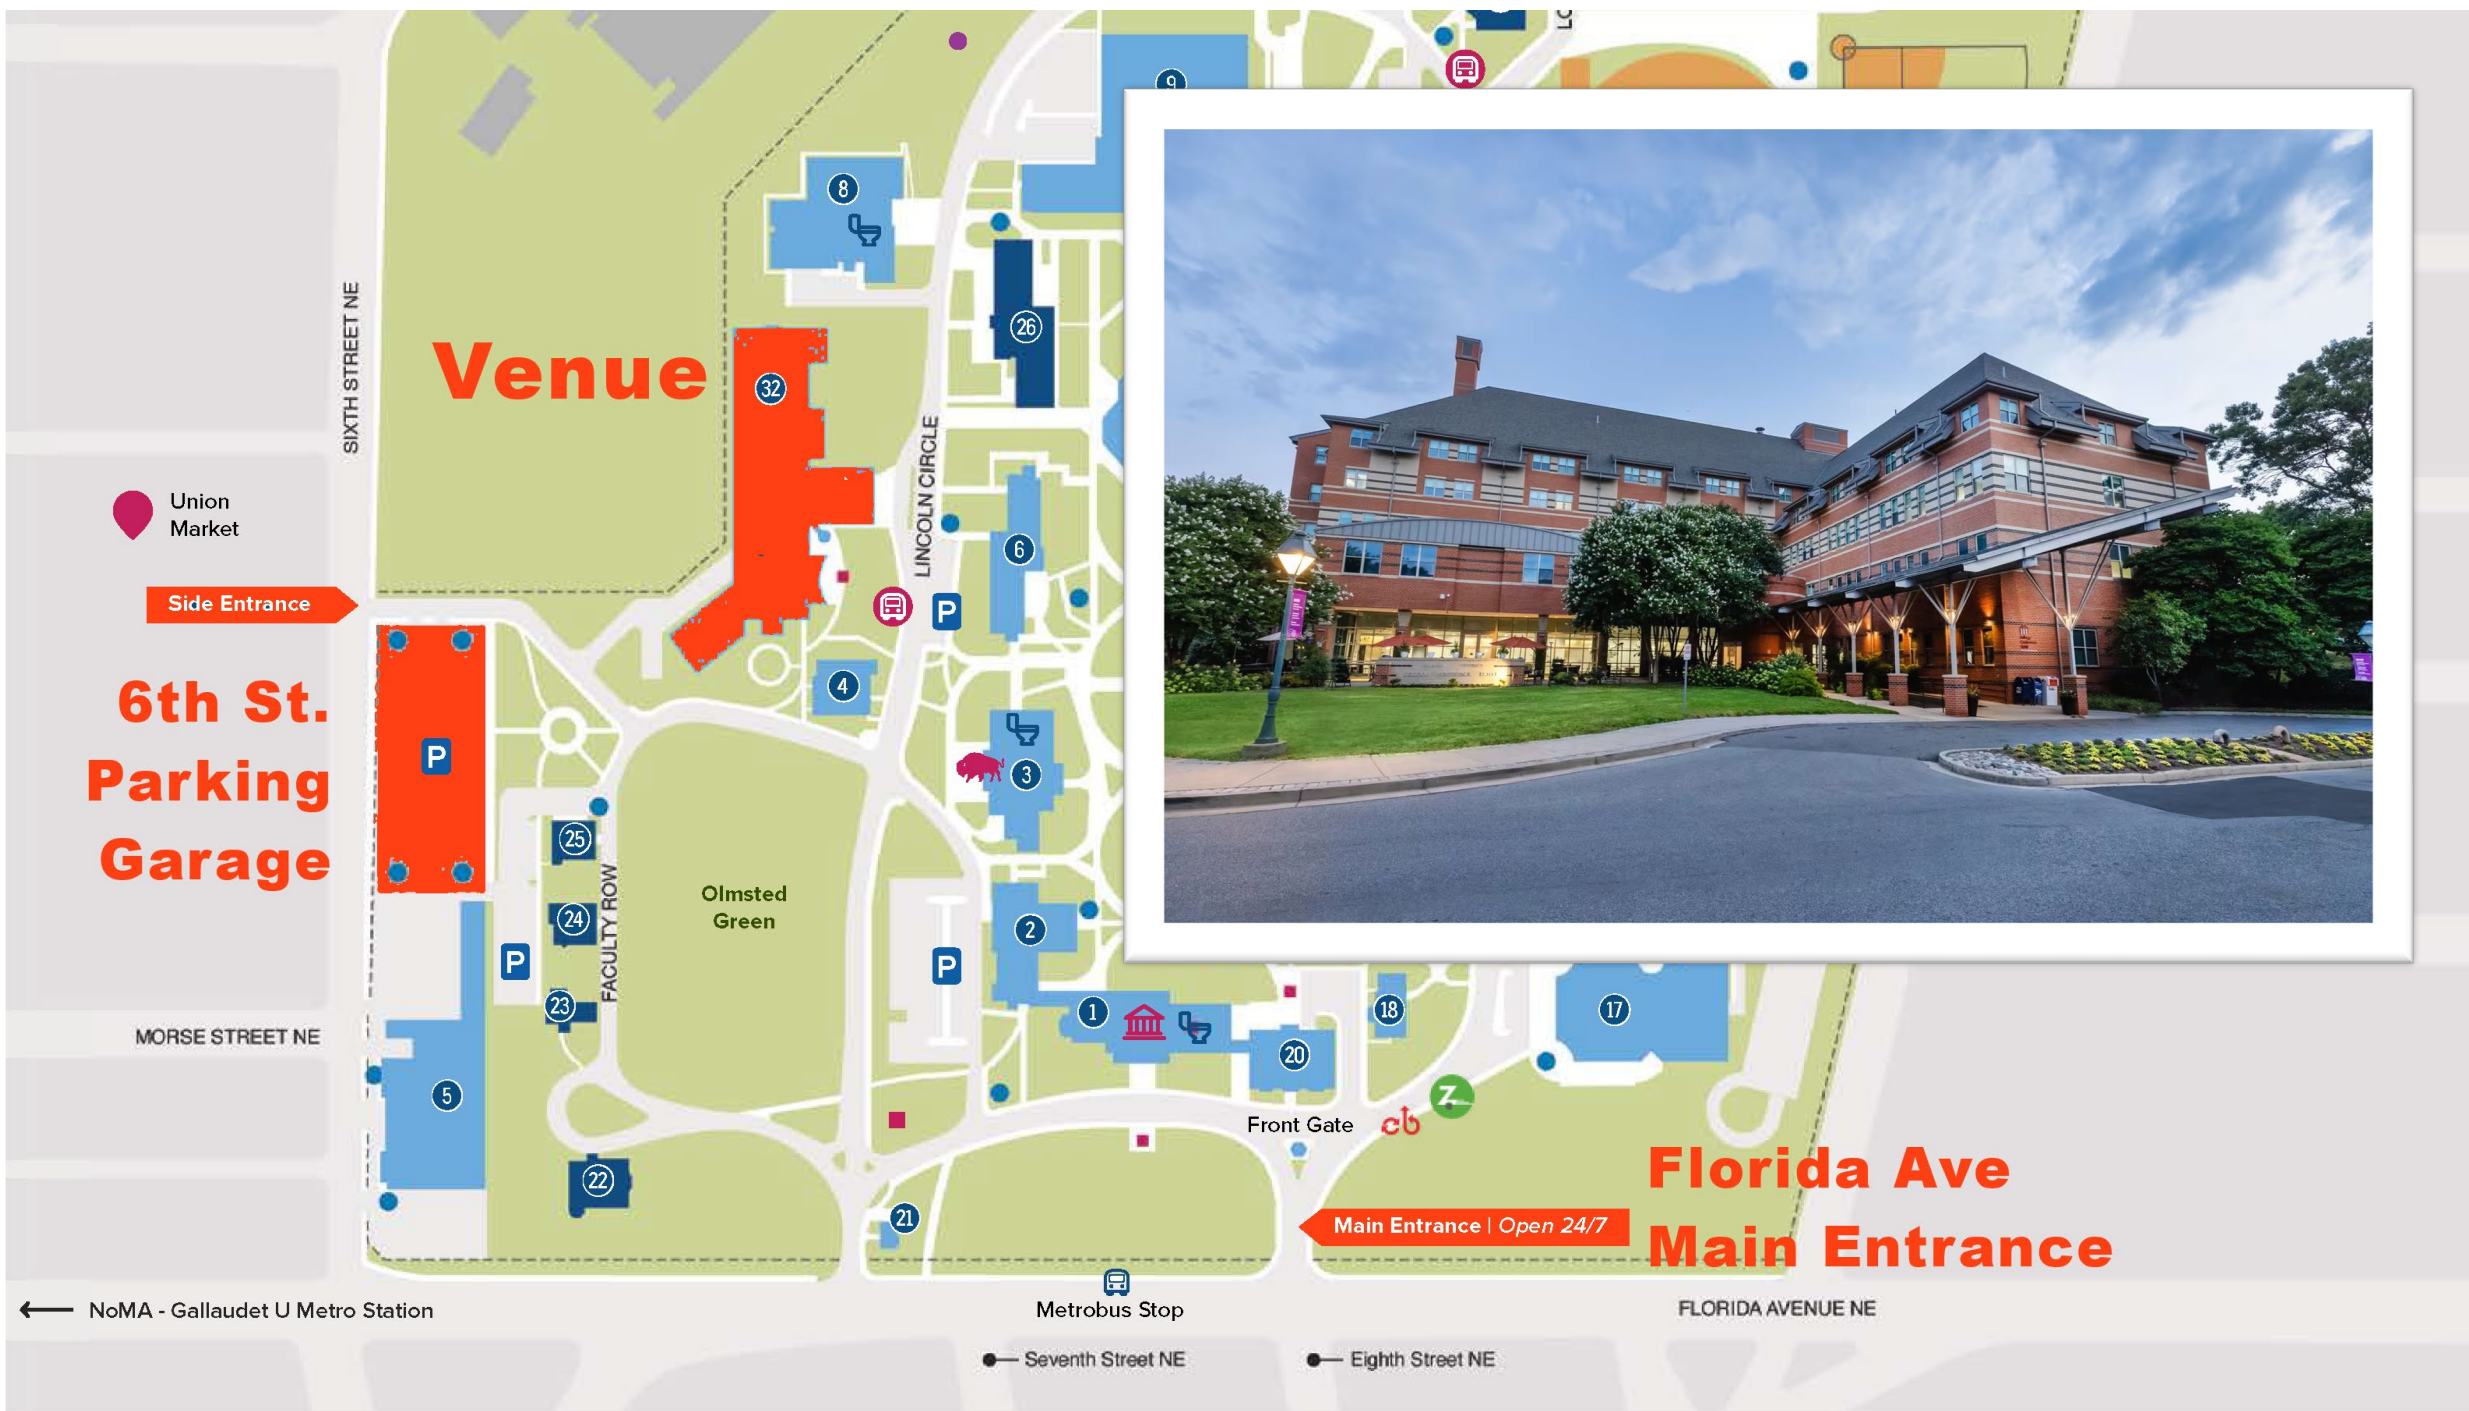 9
8
26
SIXTH STREET NE
Venue
32
LINCOLN CIRCLE
Union
Market
6
Side Entrance
P
4
6th St.
Parking
Garage
P
3
25
24
FACULTY ROW
Olmsted
Green
2
P
P
23
1
18
17
MORSE STREET NE
20
5
Z
Front Gate
Florida Ave
Main Entrance
22
21
Main Entrance | Open 24/7
NoMA - Gallaudet U Metro Station
Metrobus Stop
FLORIDA AVENUE NE
Seventh Street NE
Eighth Street NE